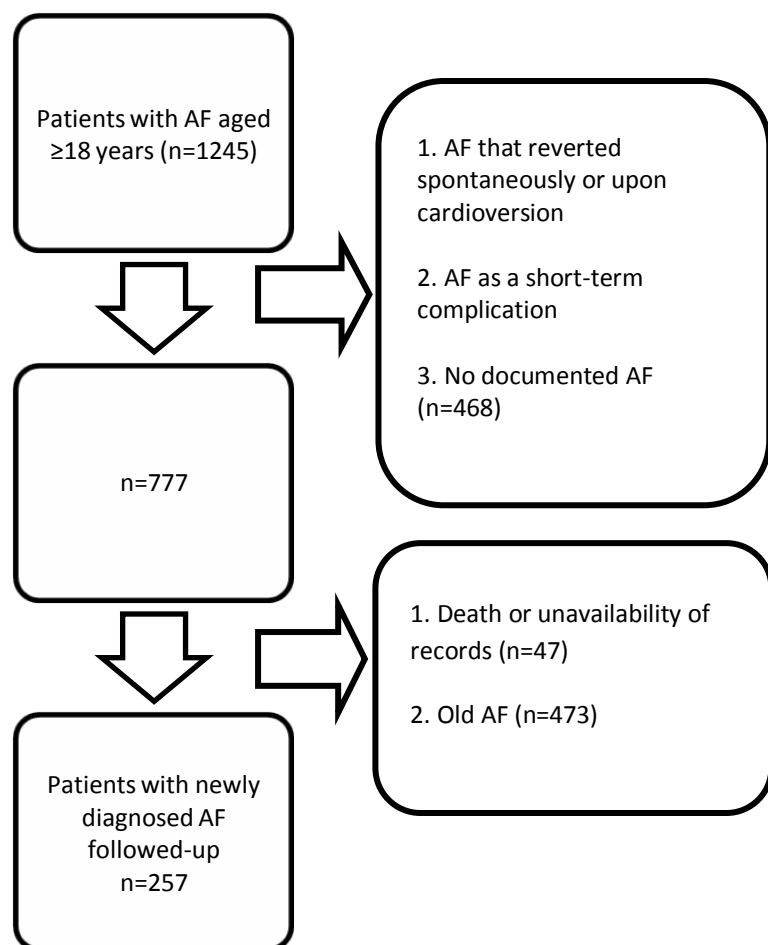 Patients with AF aged
≥18 years (n=1245)
1. AF that reverted
spontaneously or upon
cardioversion
2. AF as a short-term
complication
3. No documented AF
(n=468)
n=777
1. Death or unavailability of
records (n=47)
2. Old AF (n=473)
Patients with newly
diagnosed AF
followed-up
n=257